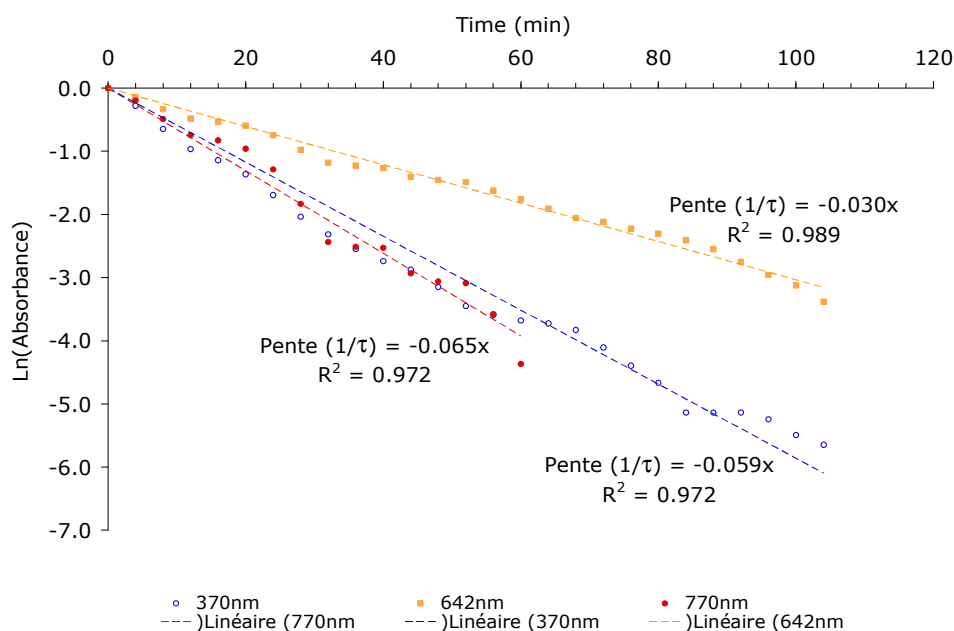 Time (min)
0 20 40 60 80 100 120
0.0
-1.0
-2.0
-3.0
-4.0
-5.0
-6.0
-7.0
Ln(Absorbance)
Pente (1/τ) = -0.030x
R² = 0.989
Pente (1/τ) = -0.065x
R² = 0.972
Pente (1/τ) = -0.059x
R² = 0.972
370nm 642nm 770nm
)Linéaire (770nm )Linéaire (370nm )Linéaire (642nm